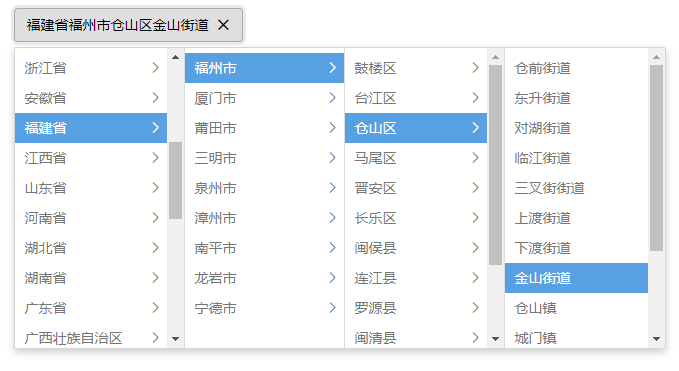 福建省福州市仓山区金山街道
浙江省
安徽省
福建省
江西省
山东省
河南省
湖北省
湖南省
广东省
广西壮族自治区
福州市
厦门市
莆田市
三明市
泉州市
漳州市
南平市
龙岩市
宁德市
鼓楼区
台江区
仓山区
马尾区
晋安区
长乐区
闽侯县
连江县
罗源县
闽清县
仓前街道
东升街道
对湖街道
临江街道
三叉街街道
上渡街道
下渡街道
金山街道
仓山镇
城门镇